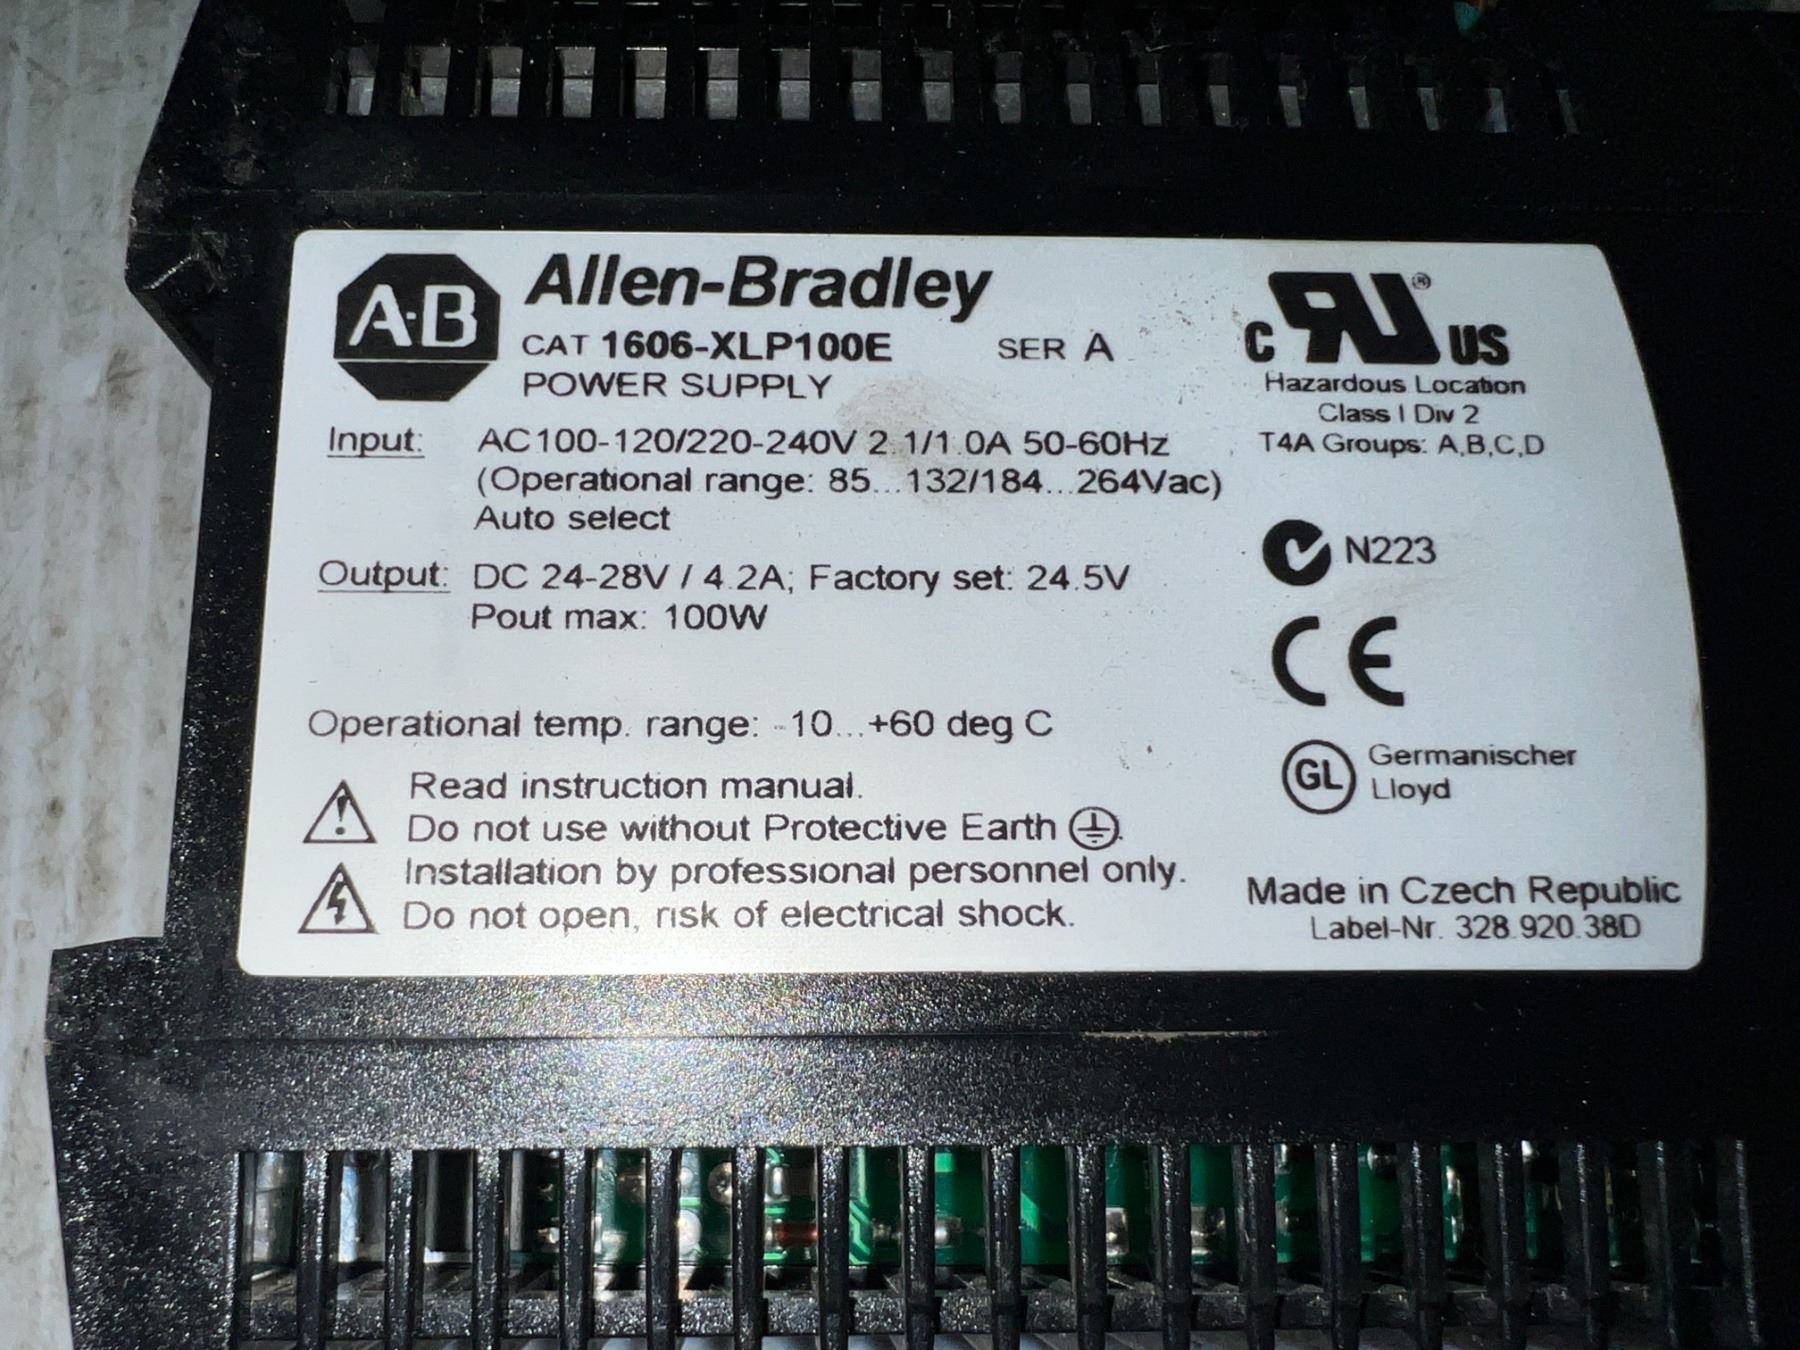 A-B Allen-Bradley
CAT 1606-XLP100E SER A
POWER SUPPLY
Input: AC100-120/220-240V 2.1/1.0A 50-60Hz
(Operational range: 85...132/184...264Vac)
Auto select
Output: DC 24-28V / 4.2A; Factory set: 24.5V
Pout max: 100W
Operational temp. range: -10...+60 deg C
Read instruction manual.
Do not use without Protective Earth.
Installation by professional personnel only.
Do not open, risk of electrical shock.
C RU ® US
Hazardous Location
Class I Div 2
T4A Groups: A,B,C,D
N223
CE
GL Germanischer
Lloyd
Made in Czech Republic
Label-Nr. 328.920.38D